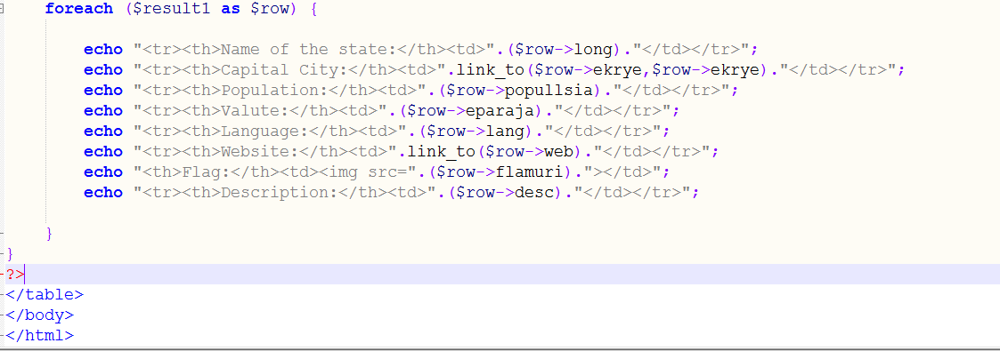 foreach ($result1 as $row) {
echo "<tr><th>Name of the state:</th><td>".($row->long)."</td></tr>";
echo "<tr><th>Capital City:</th><td>".link_to($row->ekrye,$row->ekrye)."</td></tr>";
echo "<tr><th>Population:</th><td>".($row->popullsia)."</td></tr>";
echo "<tr><th>Valute:</th><td>".($row->eparaja)."</td></tr>";
echo "<tr><th>Language:</th><td>".($row->lang)."</td></tr>";
echo "<tr><th>Website:</th><td>".link_to($row->web)."</td></tr>";
echo "<th>Flag:</th><td><img src=".($row->flamuri)."></td>";
echo "<tr><th>Description:</th><td>".($row->desc)."</td></tr>";
}
}
?>
</table>
</body>
</html>